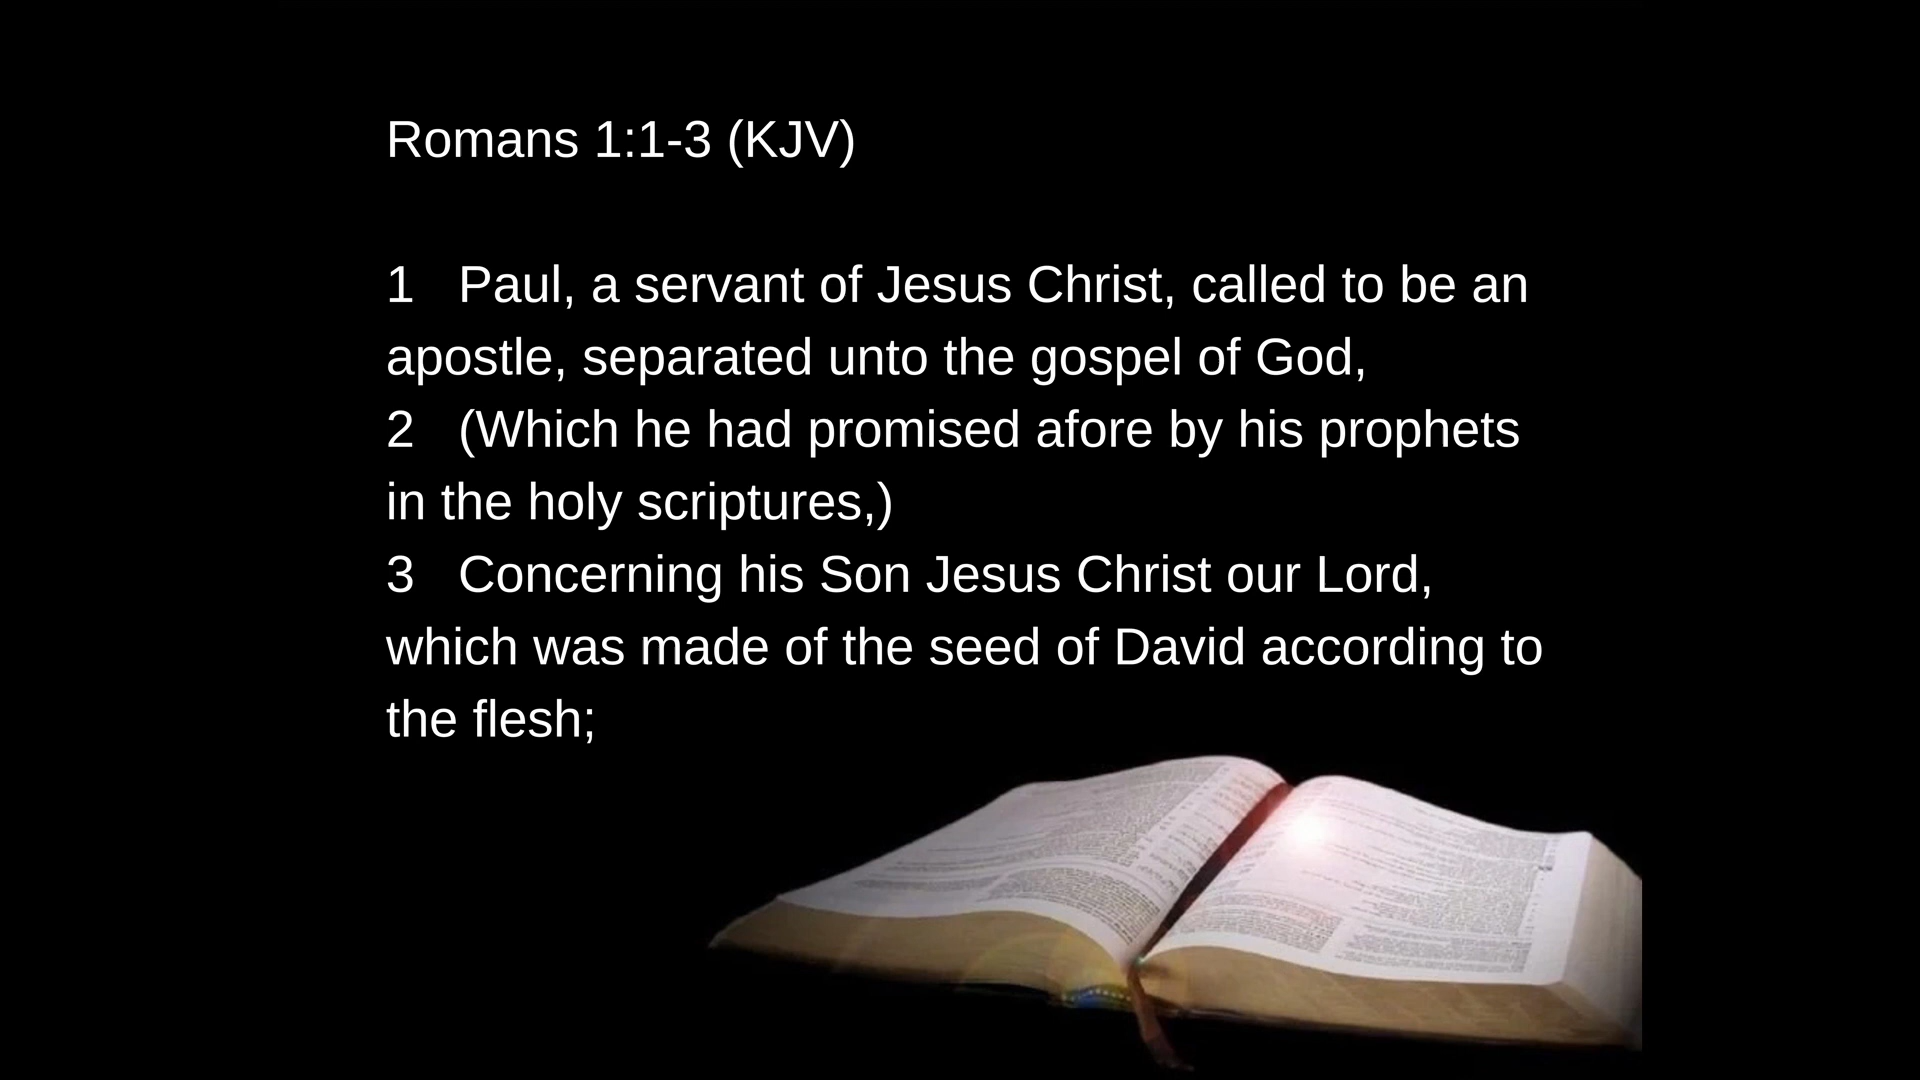 Romans 1:1-3 (KJV)
1 Paul, a servant of Jesus Christ, called to be an
apostle, separated unto the gospel of God,
2 (Which he had promised afore by his prophets
in the holy scriptures,)
3 Concerning his Son Jesus Christ our Lord,
which was made of the seed of David according to
the flesh;